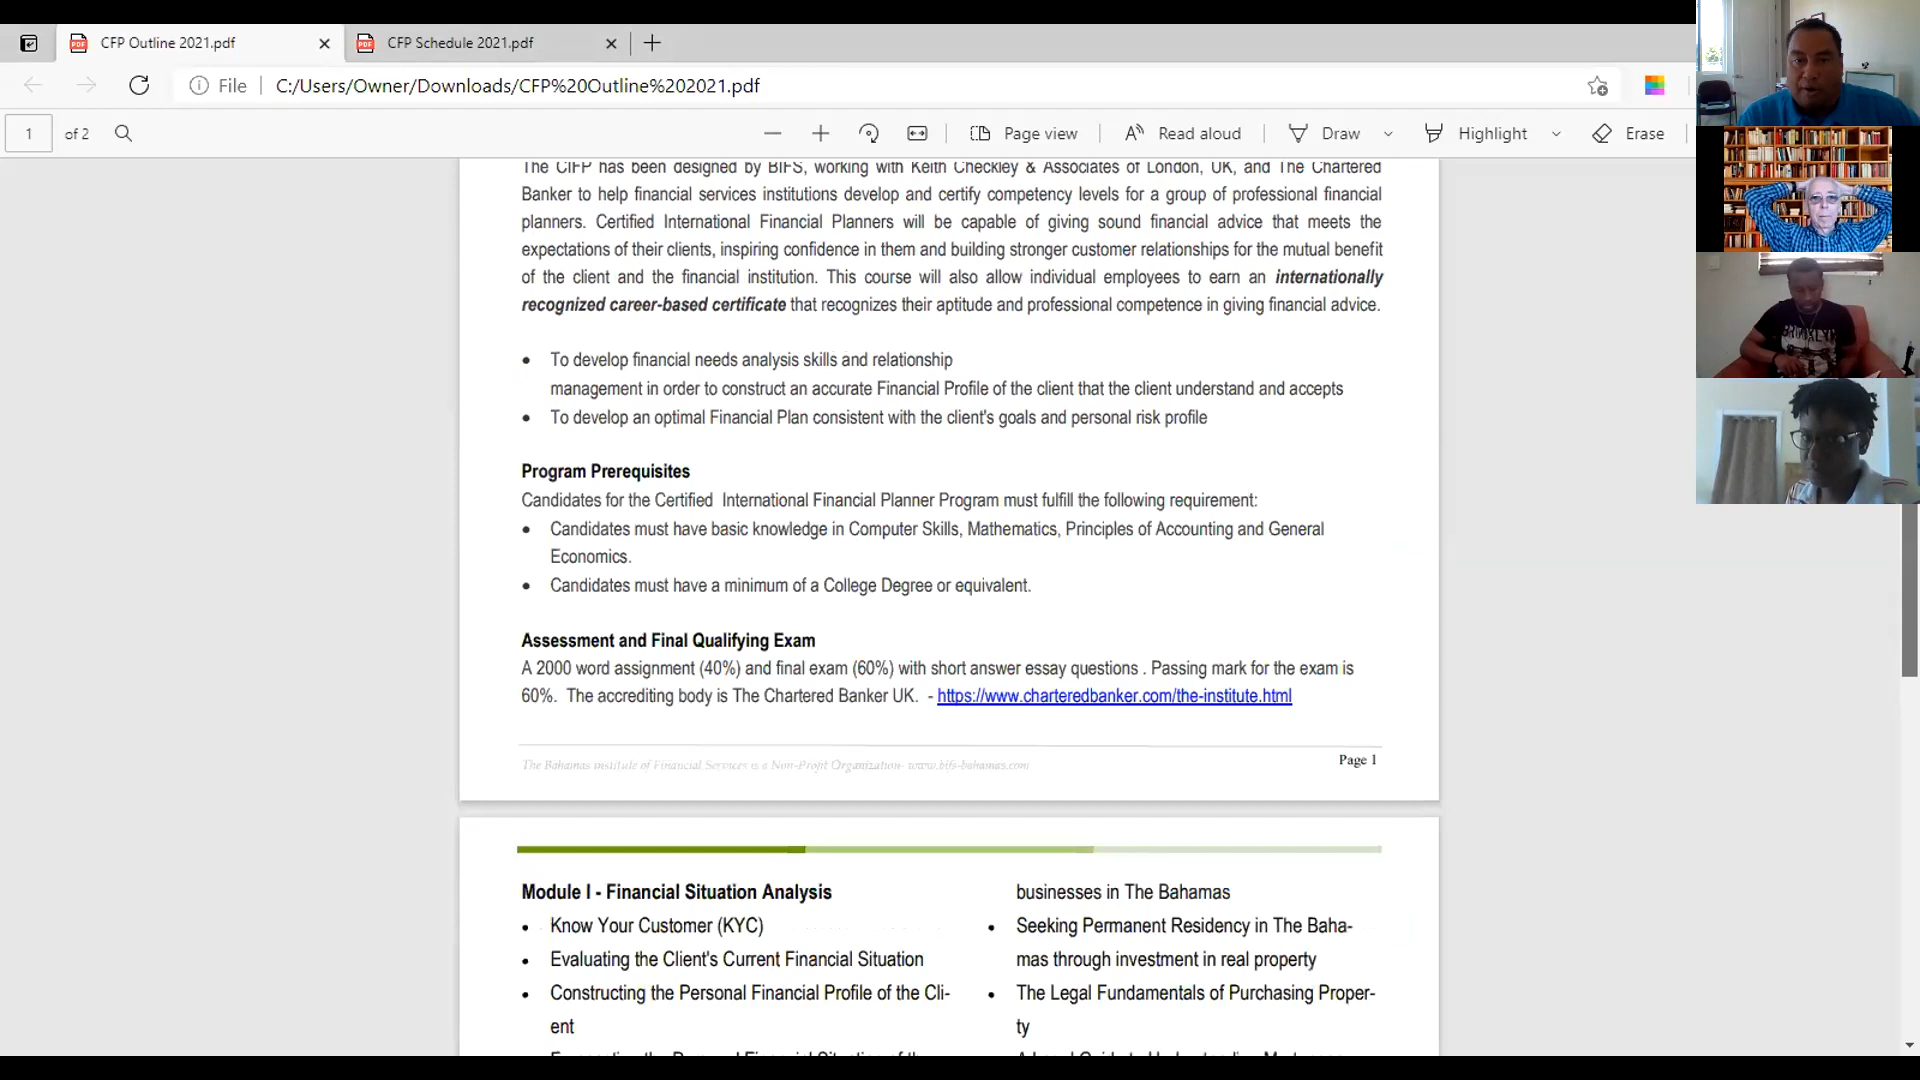 CFP Outline 2021.pdf
CFP Schedule 2021.pdf
File
C:/Users/Owner/Downloads/CFP%20Outline%202021.pdf
1 of 2
Page view
Read aloud
Draw
Highlight
Erase
The CIFP has been designed by BIFS, working with Keith Checkley & Associates of London, UK, and The Chartered
Banker to help financial services institutions develop and certify competency levels for a group of professional financial
planners. Certified International Financial Planners will be capable of giving sound financial advice that meets the
expectations of their clients, inspiring confidence in them and building stronger customer relationships for the mutual benefit
of the client and the financial institution. This course will also allow individual employees to earn an internationally
recognized career-based certificate that recognizes their aptitude and professional competence in giving financial advice.
• To develop financial needs analysis skills and relationship
management in order to construct an accurate Financial Profile of the client that the client understand and accepts
• To develop an optimal Financial Plan consistent with the client's goals and personal risk profile
Program Prerequisites
Candidates for the Certified International Financial Planner Program must fulfill the following requirement:
• Candidates must have basic knowledge in Computer Skills, Mathematics, Principles of Accounting and General
Economics.
• Candidates must have a minimum of a College Degree or equivalent.
Assessment and Final Qualifying Exam
A 2000 word assignment (40%) and final exam (60%) with short answer essay questions . Passing mark for the exam is
60%. The accrediting body is The Chartered Banker UK. - https://www.charteredbanker.com/the-institute.html
The Bahamas Institute of Financial Services is a Non-Profit Organization- www.bifs-bahamas.com
Page 1
Module I - Financial Situation Analysis
• Know Your Customer (KYC)
• Evaluating the Client's Current Financial Situation
• Constructing the Personal Financial Profile of the Cli-
ent
businesses in The Bahamas
• Seeking Permanent Residency in The Baha-
mas through investment in real property
• The Legal Fundamentals of Purchasing Proper-
ty
BROOKLYN